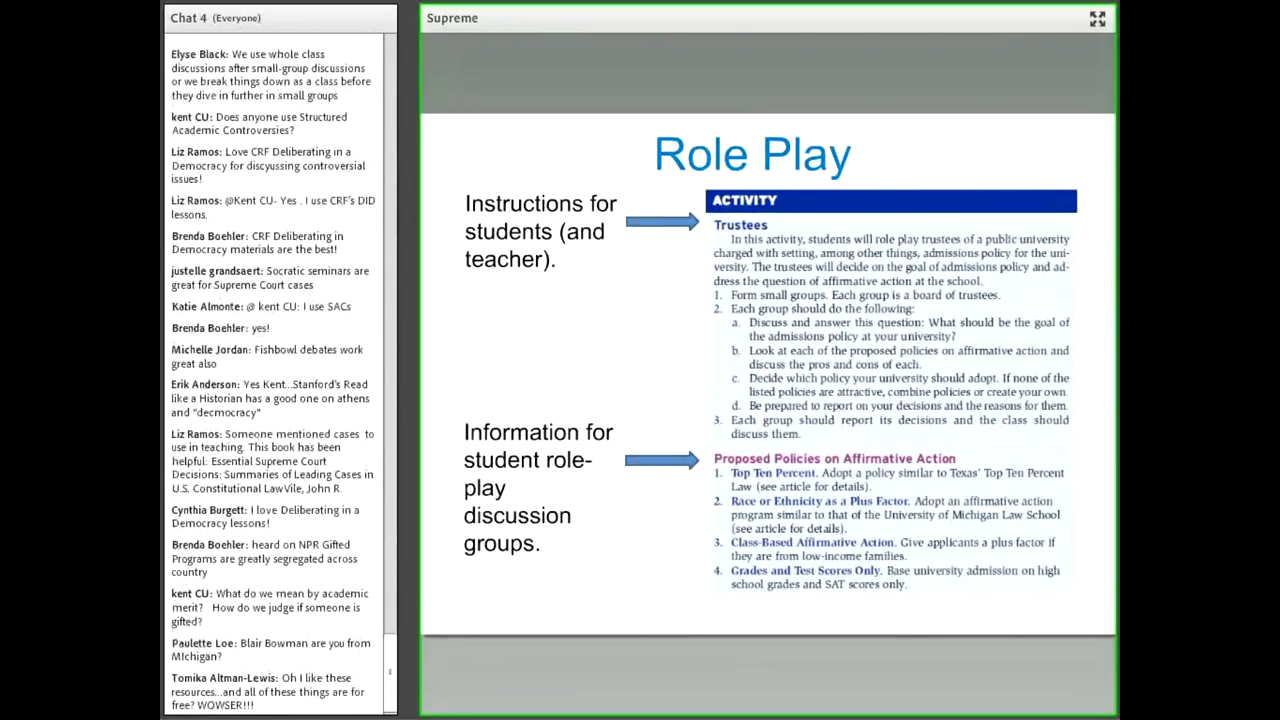 Chat 4 (Everyone)
Elyse Black: We use whole class
discussions after small-group discussions
or we break things down as a class before
they dive in further in small groups
kent CU: Does anyone use Structured
Academic Controversies?
Liz Ramos: Love CRF Deliberating in a
Democracy for discyussing controversial
issues!
Liz Ramos: @Kent CU- Yes . I use CRF's DID
lessons.
Brenda Boehler: CRF Deliberating in
Democracy materials are the best!
justelle grandsaert: Socratic seminars are
great for Supreme Court cases
Katie Almonte: @ kent CU: I use SACs
Brenda Boehler: yes!
Michelle Jordan: Fishbowl debates work
great also
Erik Anderson: Yes Kent...Stanford's Read
like a Historian has a good one on athens
and "decmocracy"
Liz Ramos: Someone mentioned cases to
use in teaching. This book has been
helpful: Essential Supreme Court
Decisions: Summaries of Leading Cases in
U.S. Constitutional LawVile, John R.
Cynthia Burgett: I love Deliberating in a
Democracy lessons!
Brenda Boehler: heard on NPR Gifted
Programs are greatly segregated across
country
kent CU: What do we mean by academic
merit? How do we judge if someone is
gifted?
Paulette Loe: Blair Bowman are you from
MIchigan?
Tomika Altman-Lewis: Oh I like these
resources...and all of these things are for
free? WOWSER!!!
Supreme
Role Play
Instructions for
students (and
teacher).
Information for
student role-
play
discussion
groups.
ACTIVITY
Trustees
In this activity, students will role play trustees of a public university
charged with setting, among other things, admissions policy for the uni-
versity. The trustees will decide on the goal of admissions policy and ad-
dress the question of affirmative action at the school.
1. Form small groups. Each group is a board of trustees.
2. Each group should do the following:
a. Discuss and answer this question: What should be the goal of
the admissions policy at your university?
b. Look at each of the proposed policies on affirmative action and
discuss the pros and cons of each.
c. Decide which policy your university should adopt. If none of the
listed policies are attractive, combine policies or create your own.
d. Be prepared to report on your decisions and the reasons for them.
3. Each group should report its decisions and the class should
discuss them.
Proposed Policies on Affirmative Action
1. Top Ten Percent. Adopt a policy similar to Texas' Top Ten Percent
Law (see article for details).
2. Race or Ethnicity as a Plus Factor. Adopt an affirmative action
program similar to that of the University of Michigan Law School
(see article for details).
3. Class-Based Affirmative Action. Give applicants a plus factor if
they are from low-income families.
4. Grades and Test Scores Only. Base university admission on high
school grades and SAT scores only.